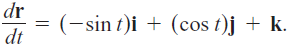 dr/dt = (−sin t)i + (cos t)j + k.